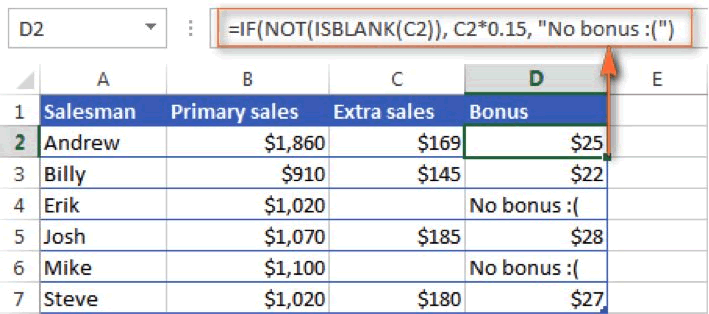 D2 =IF(NOT(ISBLANK(C2)), C2*0.15, "No bonus :(")
A B C D E
1 Salesman Primary sales Extra sales Bonus
2 Andrew $1,860 $169 $25
3 Billy $910 $145 $22
4 Erik $1,020 No bonus :(
5 Josh $1,070 $185 $28
6 Mike $1,100 No bonus :(
7 Steve $1,020 $180 $27